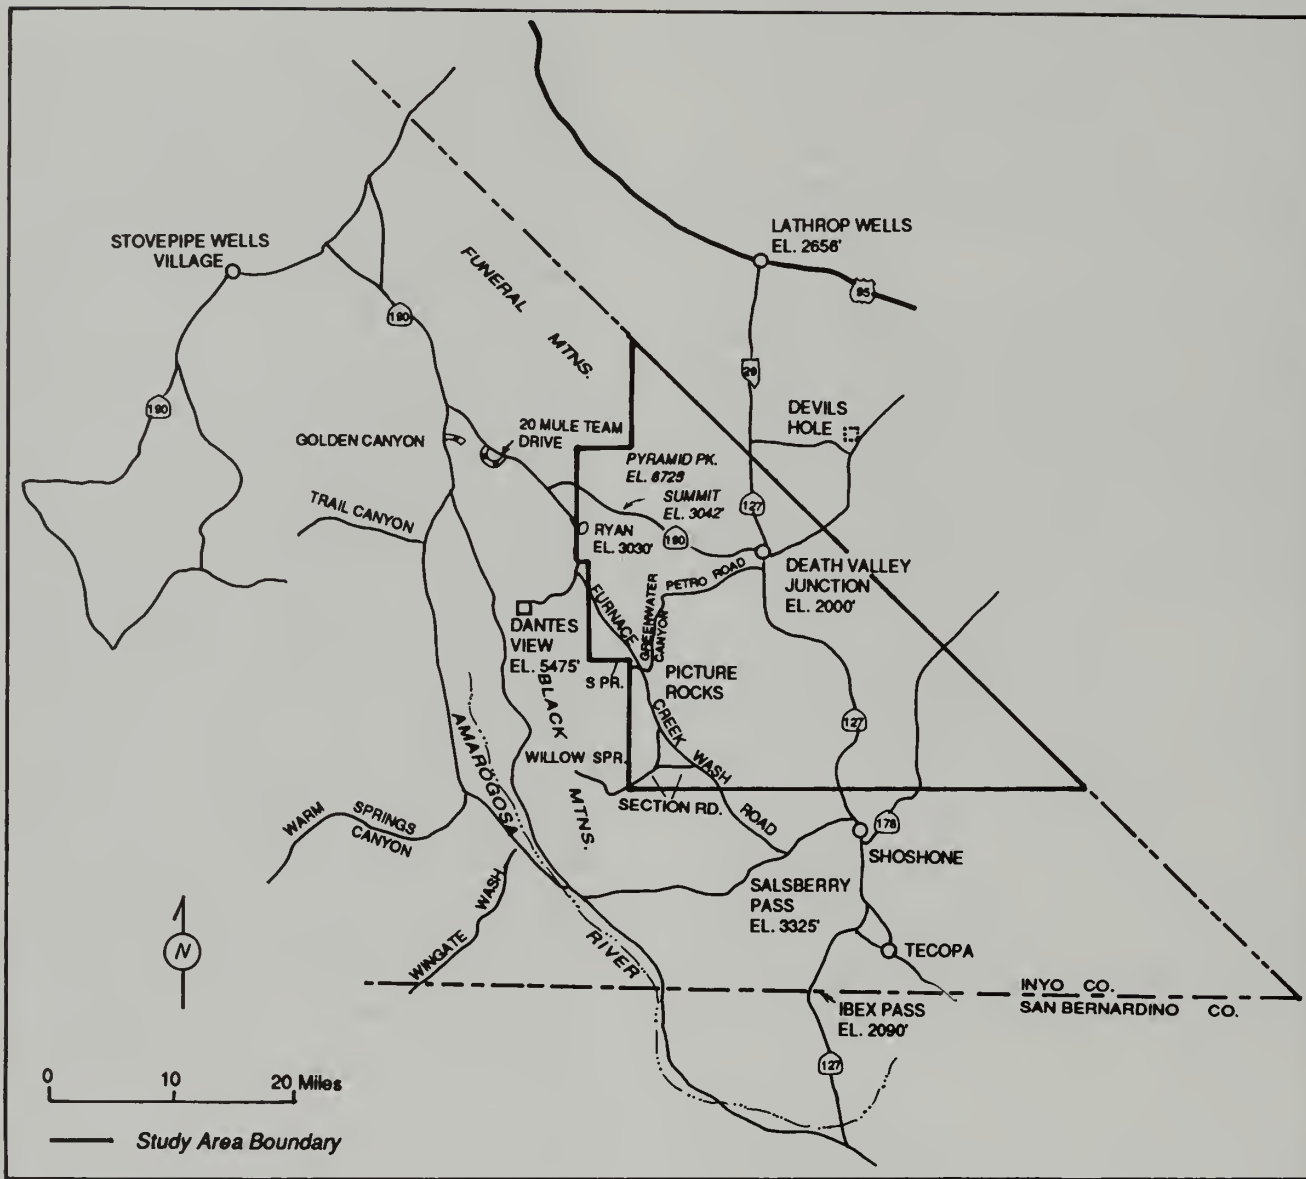 STOVEPIPE WELLS
VILLAGE
LATHROP WELLS
EL. 2656'
95
FUNERAL
MTNS.
190
29
190
DEVILS
HOLE
20 MULE TEAM
DRIVE
GOLDEN CANYON
PYRAMID PK.
EL. 6725
SUMMIT
EL. 3042'
127
TRAIL CANYON
RYAN
EL. 3030'
190
DEATH VALLEY
JUNCTION
EL. 2000'
PETRO ROAD
GREENWATER
CANYON
FURNACE
CREEK
WASH
ROAD
DANTES
VIEW
EL. 5475'
S PR.
PICTURE
ROCKS
BLACK
MTNS.
127
WILLOW SPR.
SECTION RD.
AMAROGOSA
RIVER
WARM SPRINGS
CANYON
178
SHOSHONE
SALSBERRY
PASS
EL. 3325'
WINGATE WASH
TECOPA
N
INYO CO.
SAN BERNARDINO CO.
IBEX PASS
EL. 2090'
127
0 10 20 Miles
Study Area Boundary